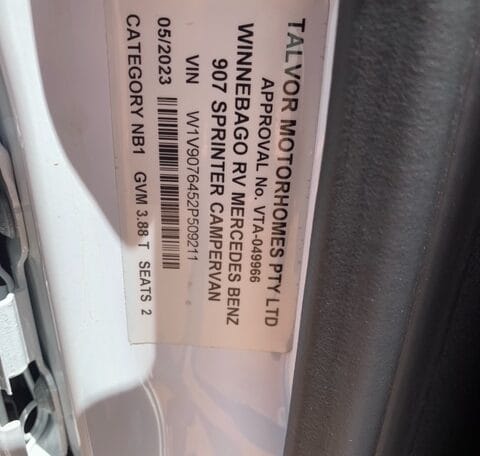 TALVOR MOTORHOMES PTY LTD
APPROVAL No. VTA-049966
WINNEBAGO RV MERCEDES BENZ
907 SPRINTER CAMPERVAN
VIN W1V9076452P509211
05/2023
CATEGORY NB1 GVM 3.88 T SEATS 2